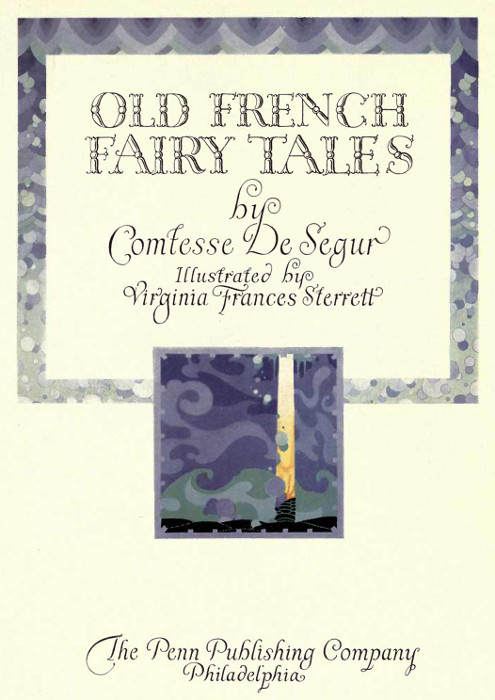 OLD FRENCH
FAIRY TALES
by
Comtesse De Segur
Illustrated by
Virginia Frances Sterrett
The Penn Publishing Company
Philadelphia